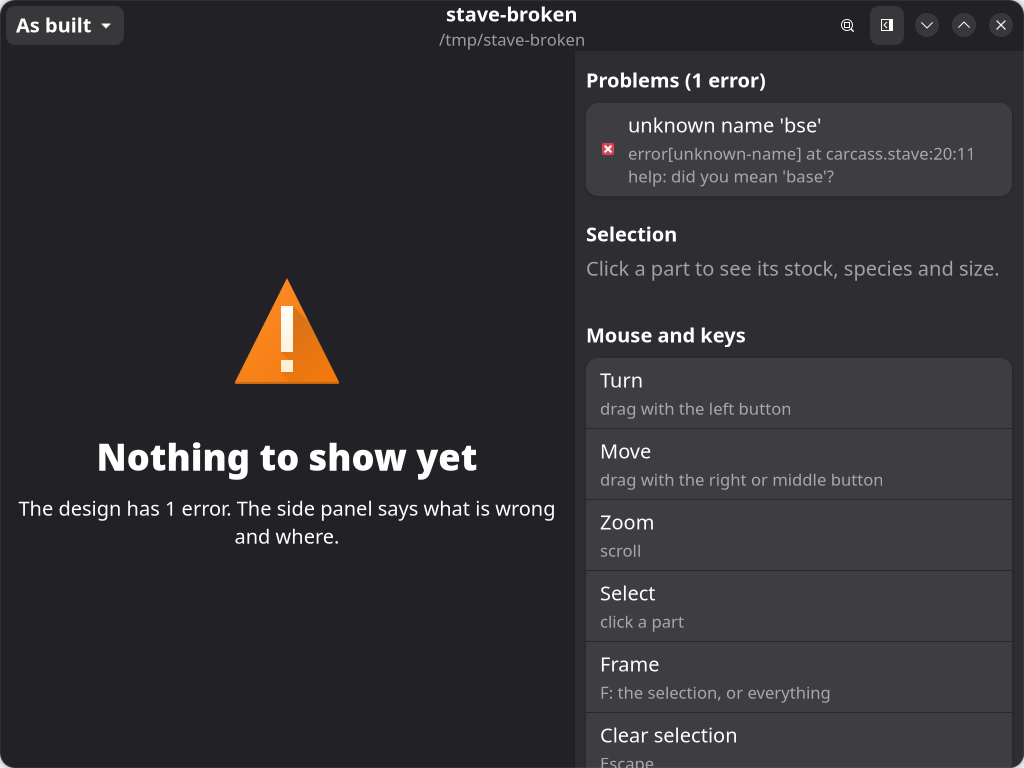 As built
stave-broken
/tmp/stave-broken
Nothing to show yet
The design has 1 error. The side panel says what is wrong
and where.
Problems (1 error)
unknown name 'bse'
error[unknown-name] at carcass.stave:20:11
help: did you mean 'base'?
Selection
Click a part to see its stock, species and size.
Mouse and keys
Turn
drag with the left button
Move
drag with the right or middle button
Zoom
scroll
Select
click a part
Frame
F: the selection, or everything
Clear selection
Escape